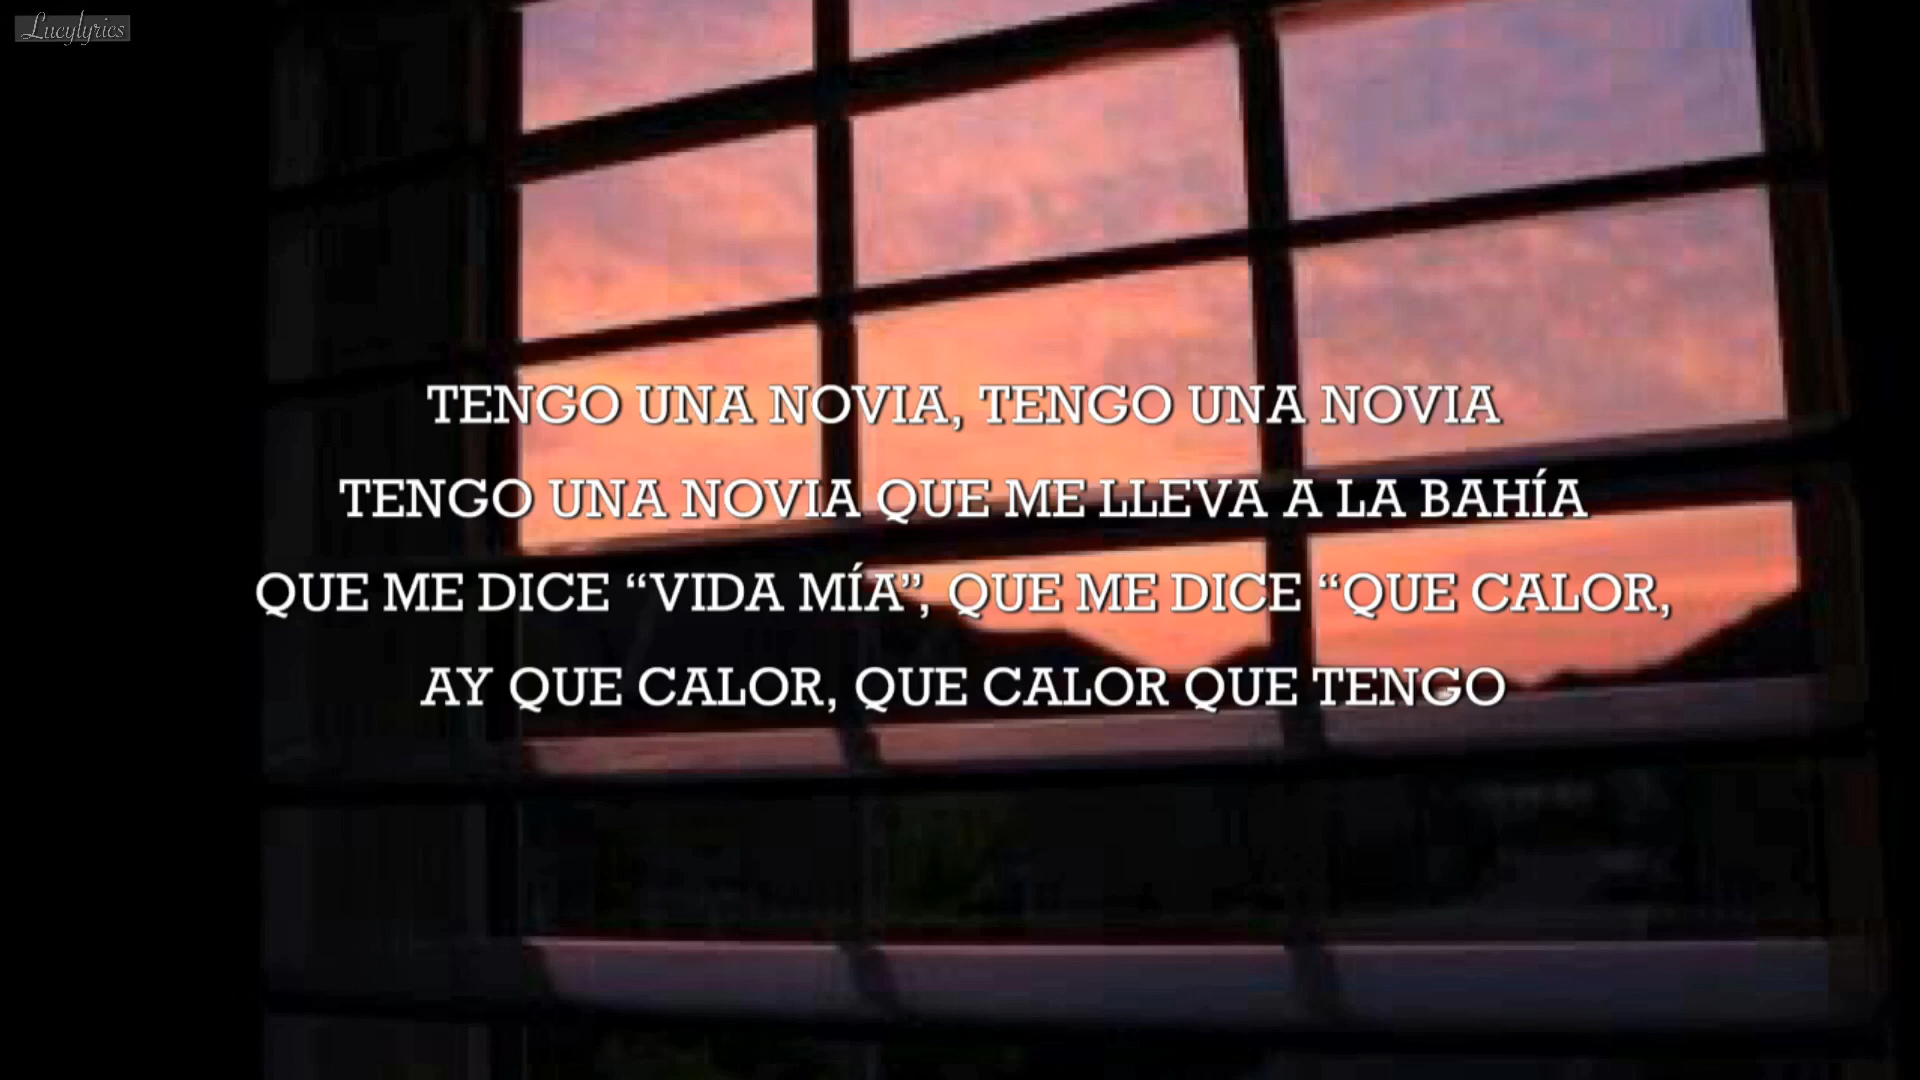 Lucylyrics
TENGO UNA NOVIA, TENGO UNA NOVIA
TENGO UNA NOVIA QUE ME LLEVA A LA BAHÍA
QUE ME DICE “VIDA MÍA”, QUE ME DICE “QUE CALOR,
AY QUE CALOR, QUE CALOR QUE TENGO